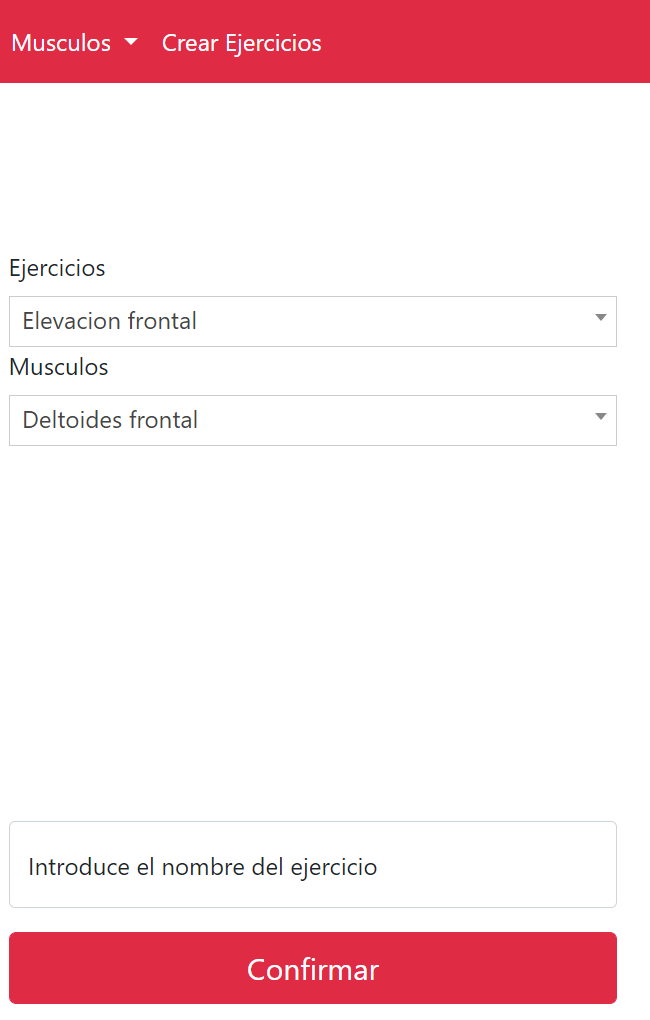 Musculos Crear Ejercicios
Ejercicios
Elevacion frontal
Musculos
Deltoides frontal
Introduce el nombre del ejercicio
Confirmar